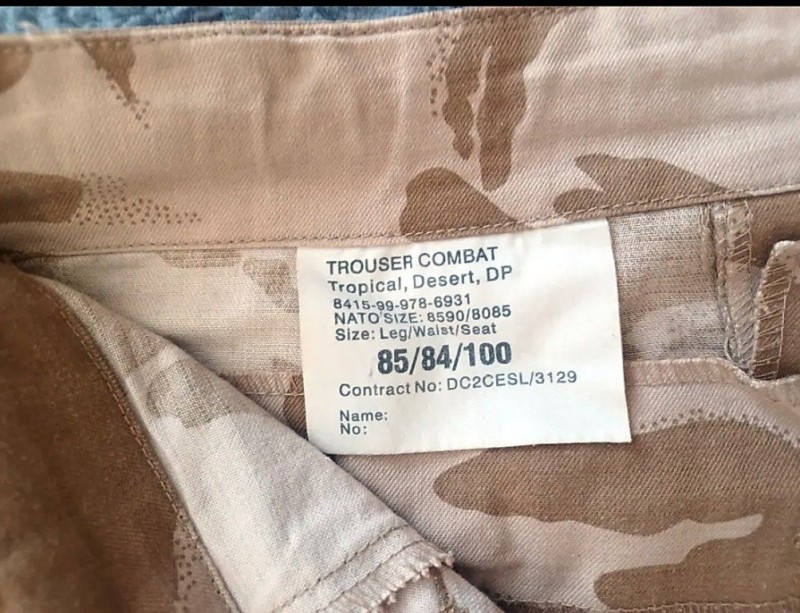 TROUSER COMBAT
Tropical, Desert, DP
8415-99-978-6931
NATO SIZE: 8590/8085
Size: Leg/Waist/Seat
85/84/100
Contract No: DC2CESL/3129
Name:
No: